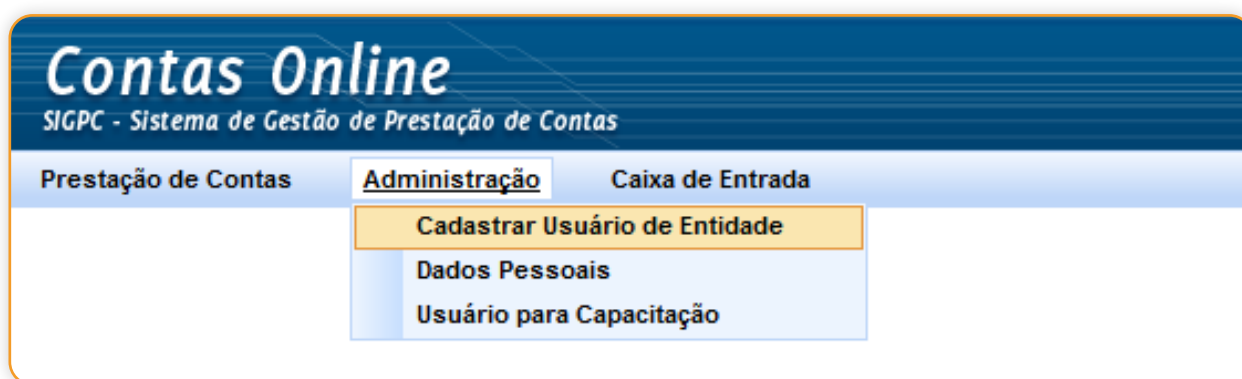 Contas Online
SIGPC - Sistema de Gestão de Prestação de Contas
Prestação de Contas Administração Caixa de Entrada
Cadastrar Usuário de Entidade
Dados Pessoais
Usuário para Capacitação